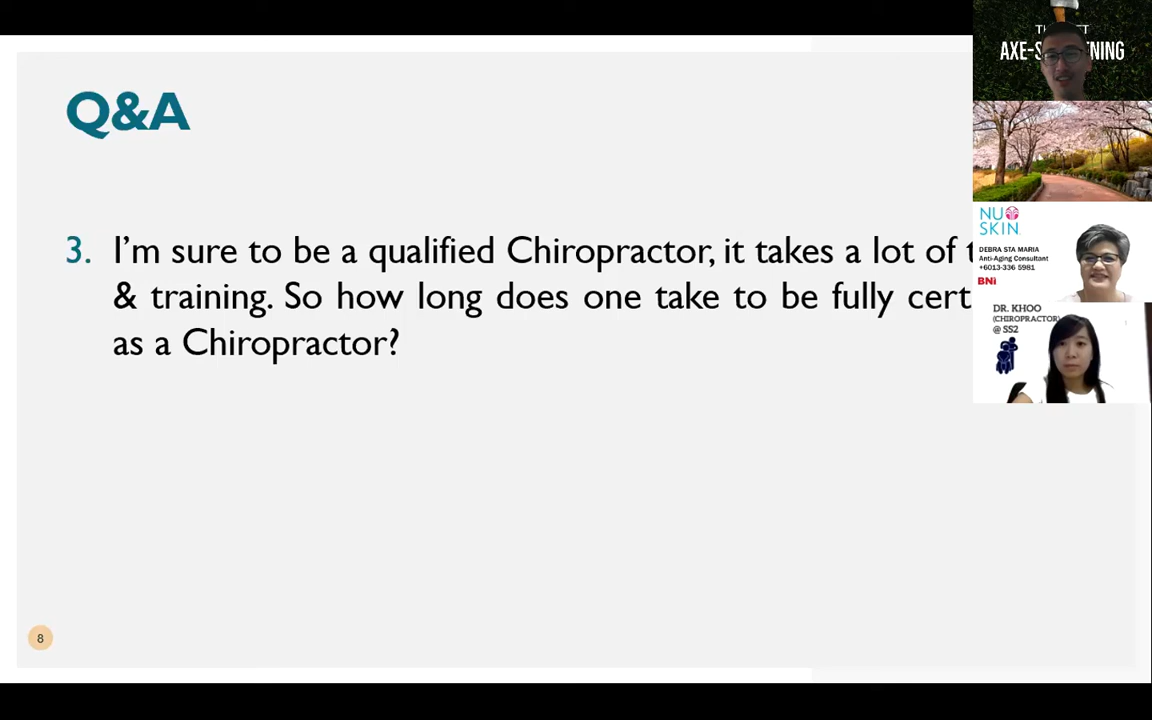 Q&A
3. I'm sure to be a qualified Chiropractor, it takes a lot of
& training. So how long does one take to be fully cert
as a Chiropractor?
8
AXE-S NING
NU
SKIN
DEBRA STA MARIA
Anti-Aging Consultant
+6013-336 5981
BNI
DR. KHOO
(CHIROPRACTOR)
@ SS2